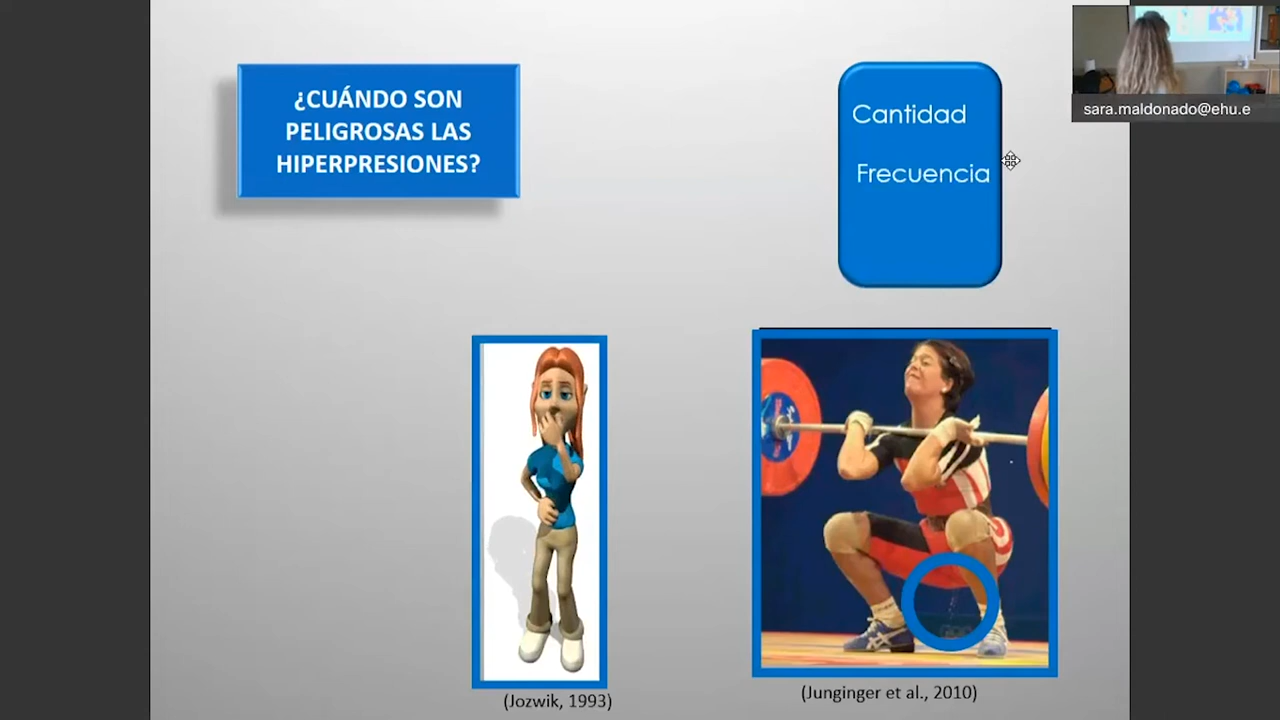 ¿CUÁNDO SON
PELIGROSAS LAS
HIPERPRESIONES?
Cantidad
Frecuencia
sara.maldonado@ehu.e
(Jozwik, 1993)
(Junginger et al., 2010)